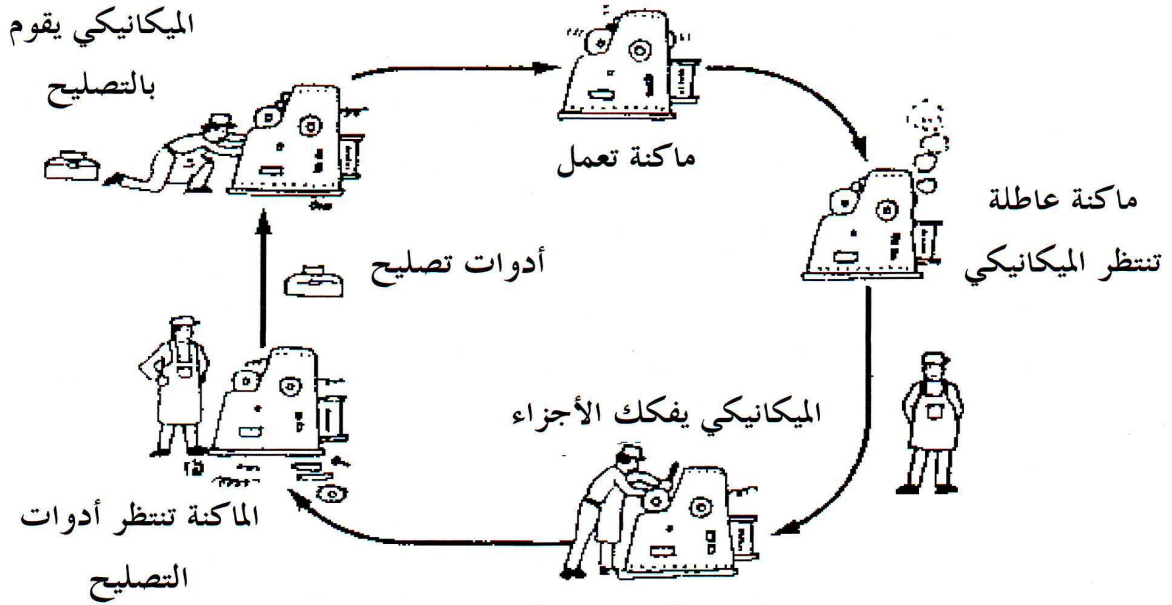 الميكانيكي يقوم
بالتصليح
ماكنة تعمل
ماكنة عاطلة
تنتظر الميكانيكي
أدوات تصليح
الميكانيكي يفكك الأجزاء
الماكنة تنتظر أدوات
التصليح